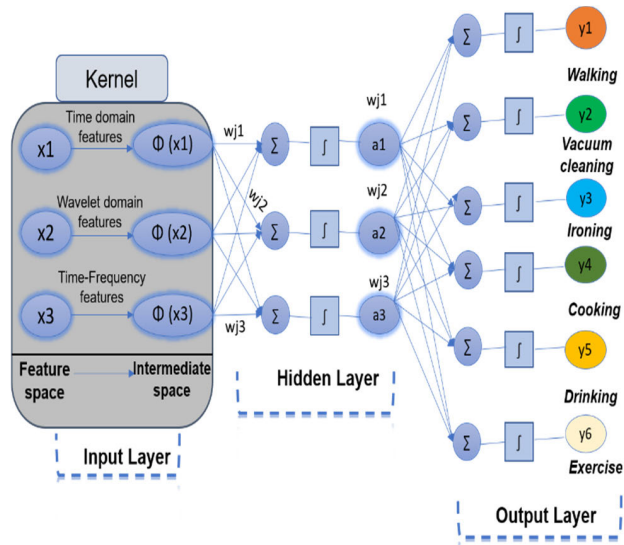 Kernel
Time domain
features
x1
Φ (x1)
Wavelet domain
features
x2
Φ (x2)
Time-Frequency
features
x3
Φ (x3)
Feature
space
Intermediate
space
Input Layer
wj1
wj2
wj3
Σ
∫
Σ
∫
Σ
∫
wj1
a1
wj2
a2
wj3
a3
Hidden Layer
Σ
∫
y1
Walking
Σ
∫
y2
Vacuum
cleaning
Σ
∫
y3
Ironing
Σ
∫
y4
Cooking
Σ
∫
y5
Drinking
Σ
∫
y6
Exercise
Output Layer